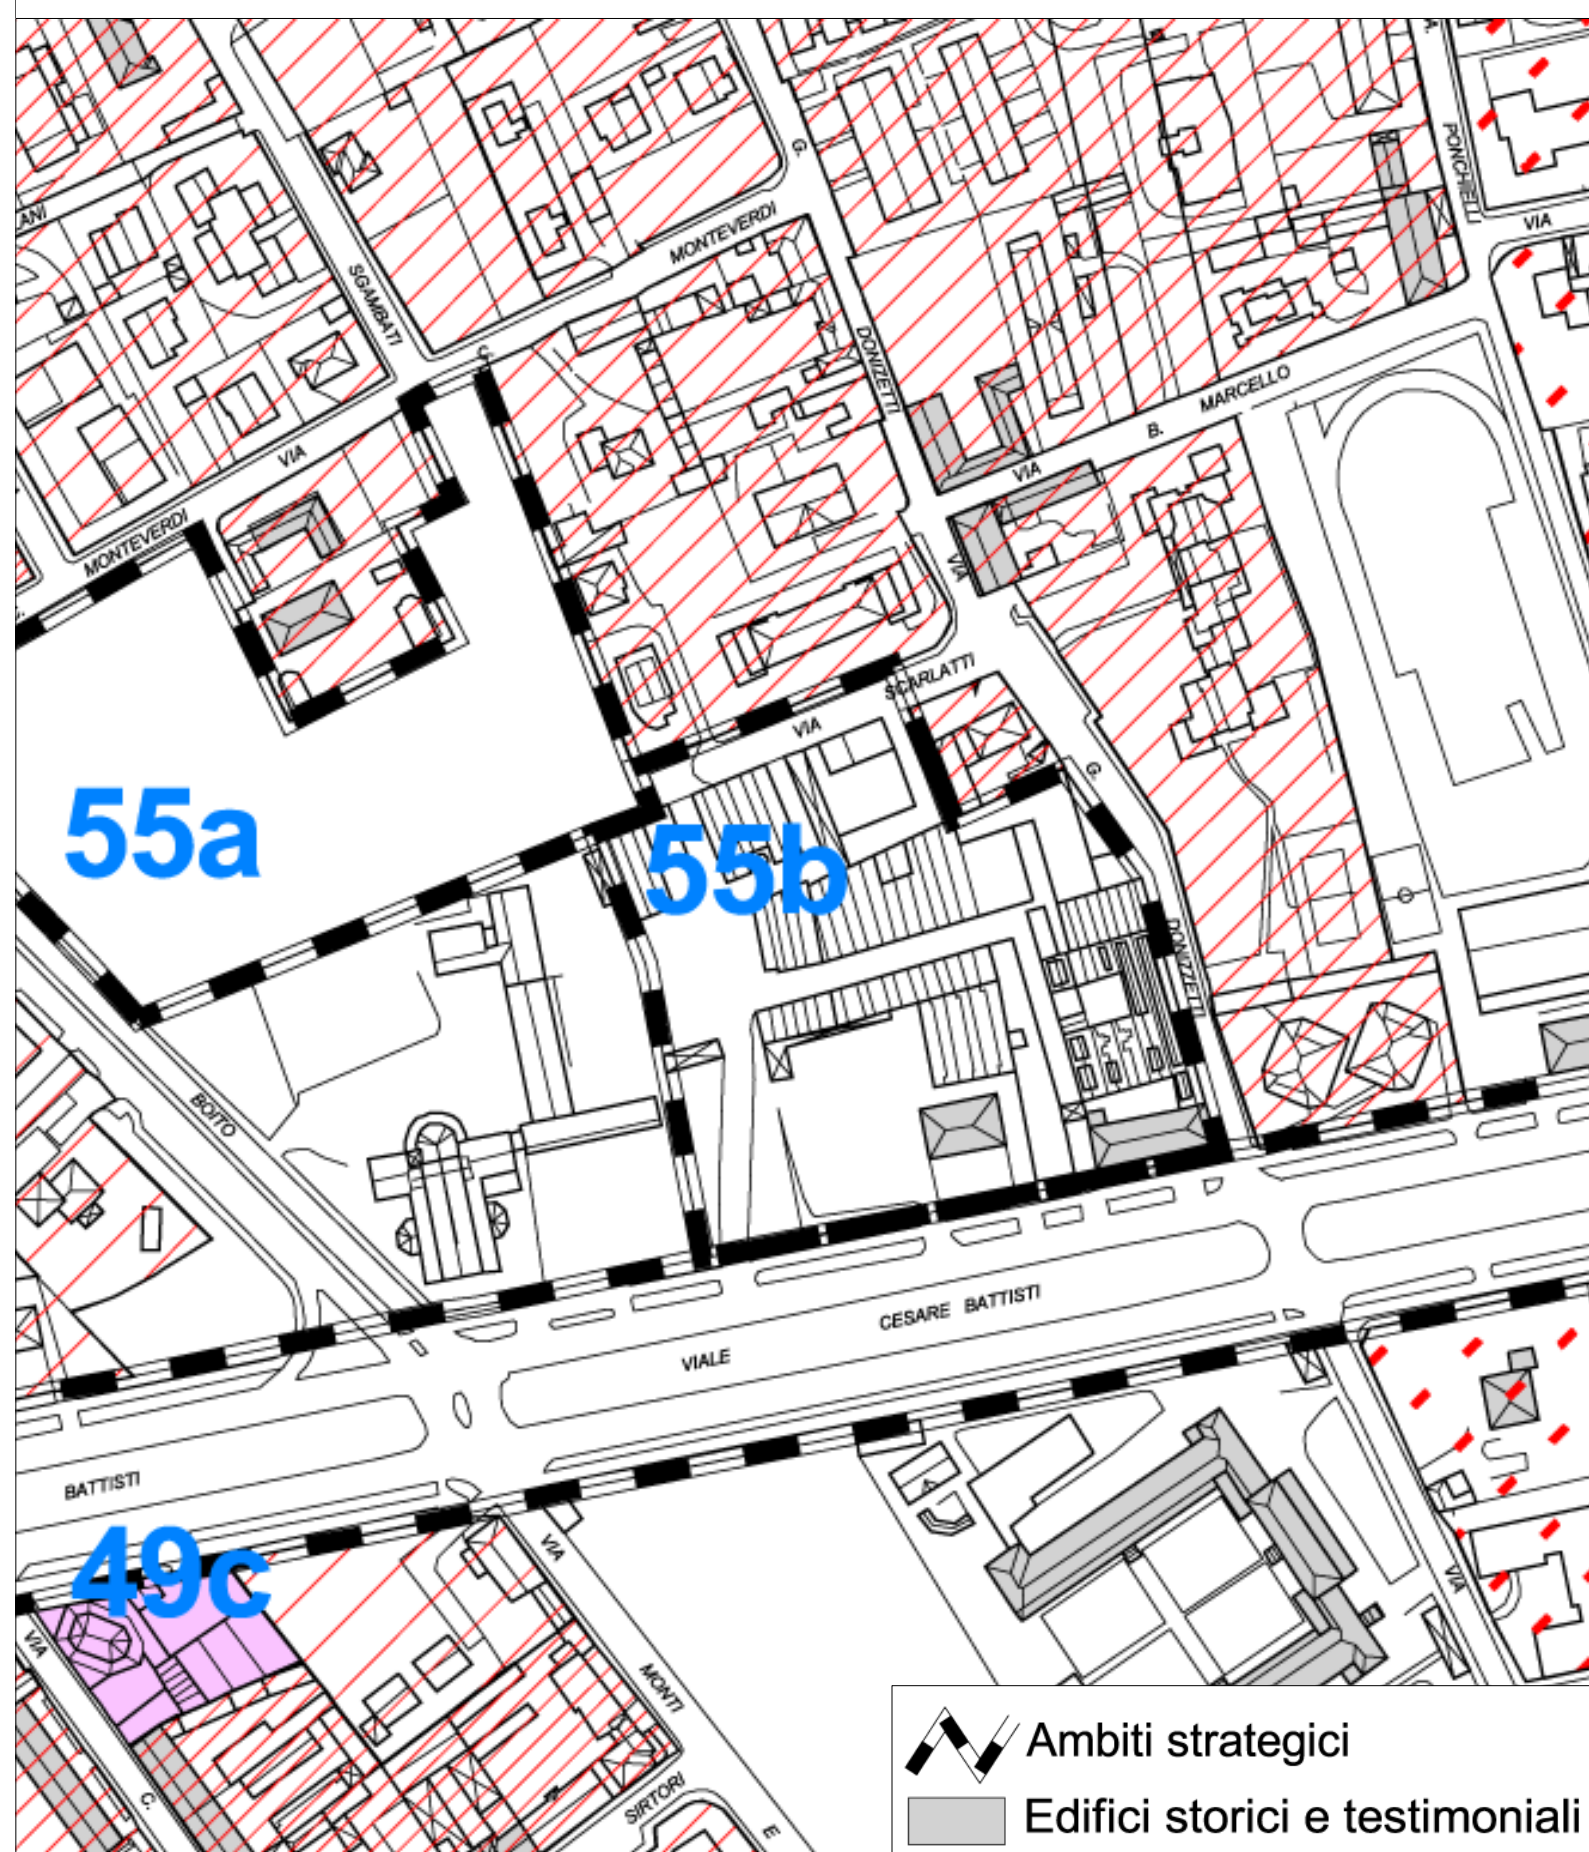 A.
PONCHIELLI
G.
VIA
LANI
MONTEVERDI
SGAMBATI
DONIZETTI
MARCELLO
B.
VIA
VIA
MONTEVERDI
VIA
SCARLATTI
VIA
G.
55a
55b
DONIZETTI
BOITO
CESARE BATTISTI
VIALE
BATTISTI
49c
VIA
VIA
VIA
MONTI
C.
SIRTORI
E
Ambiti strategici
Edifici storici e testimoniali